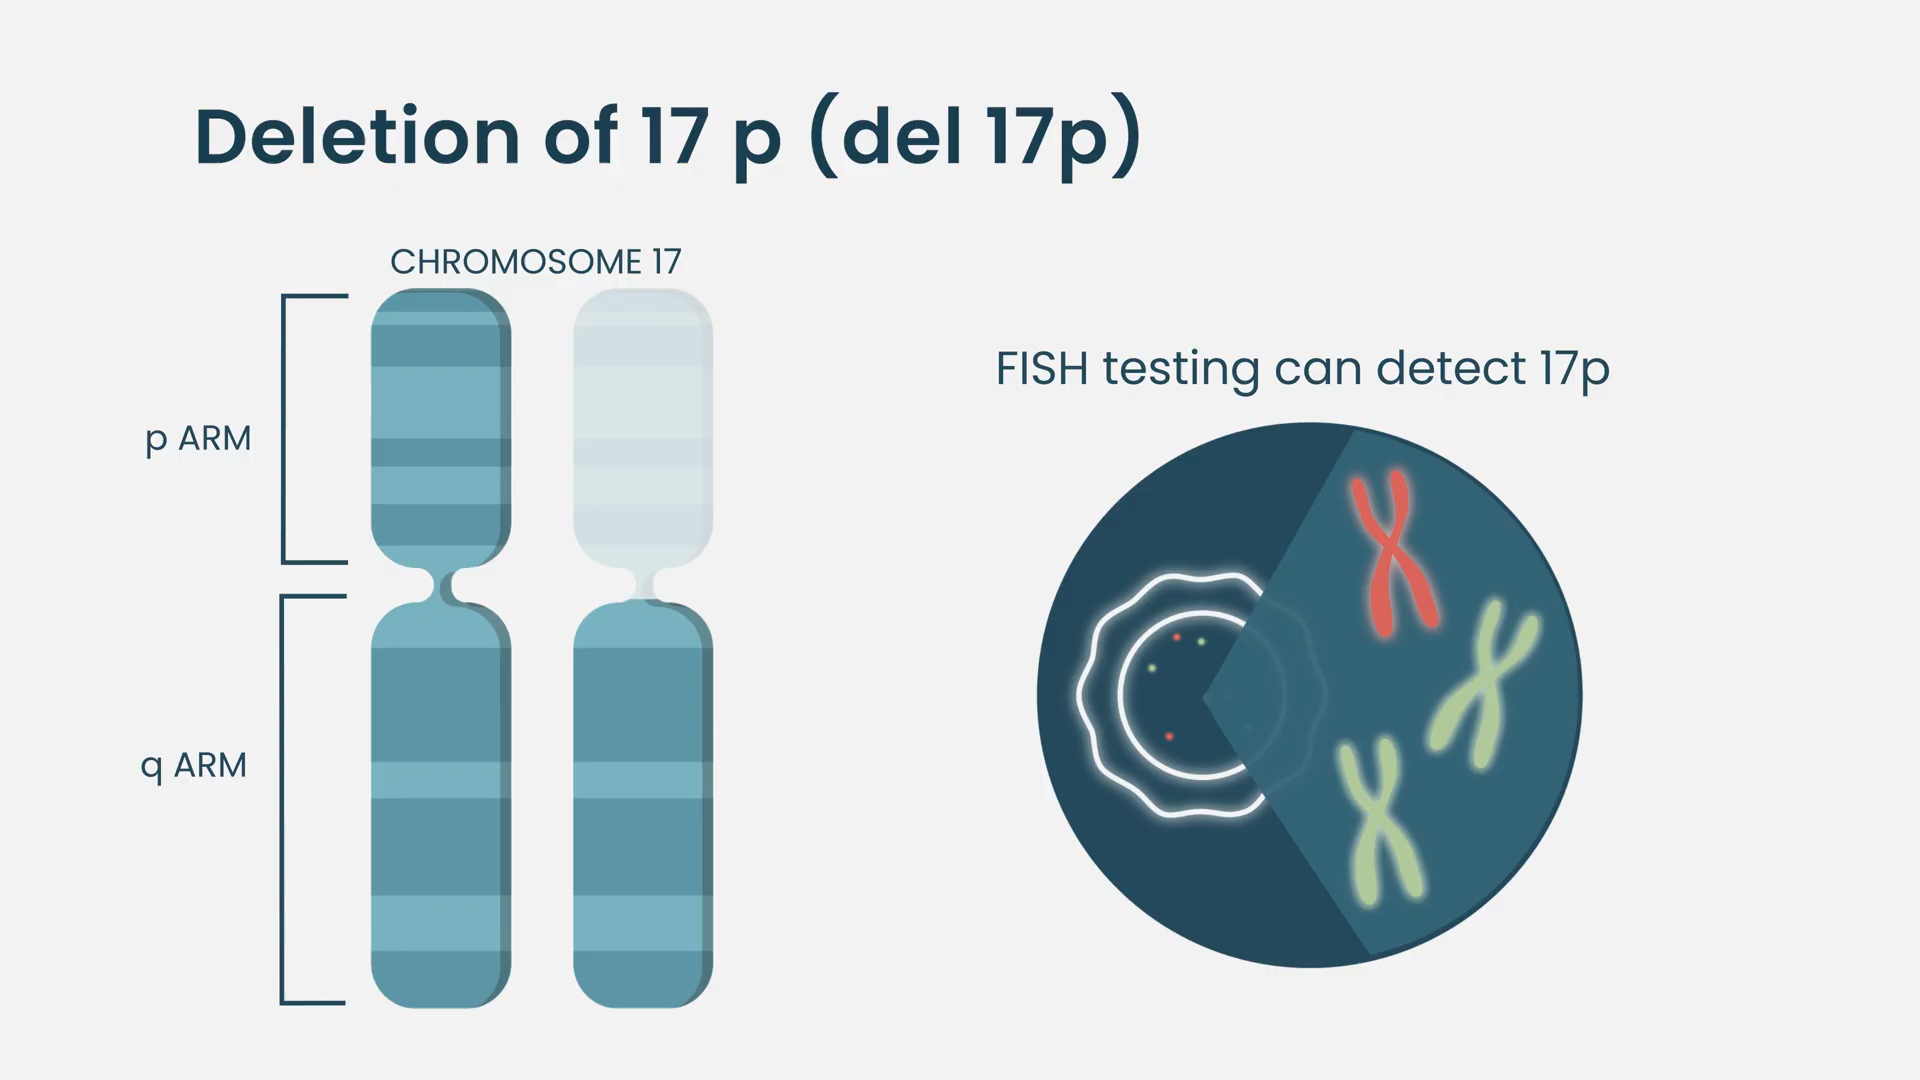 Deletion of 17 p (del 17p)
CHROMOSOME 17
p ARM
q ARM
FISH testing can detect 17p